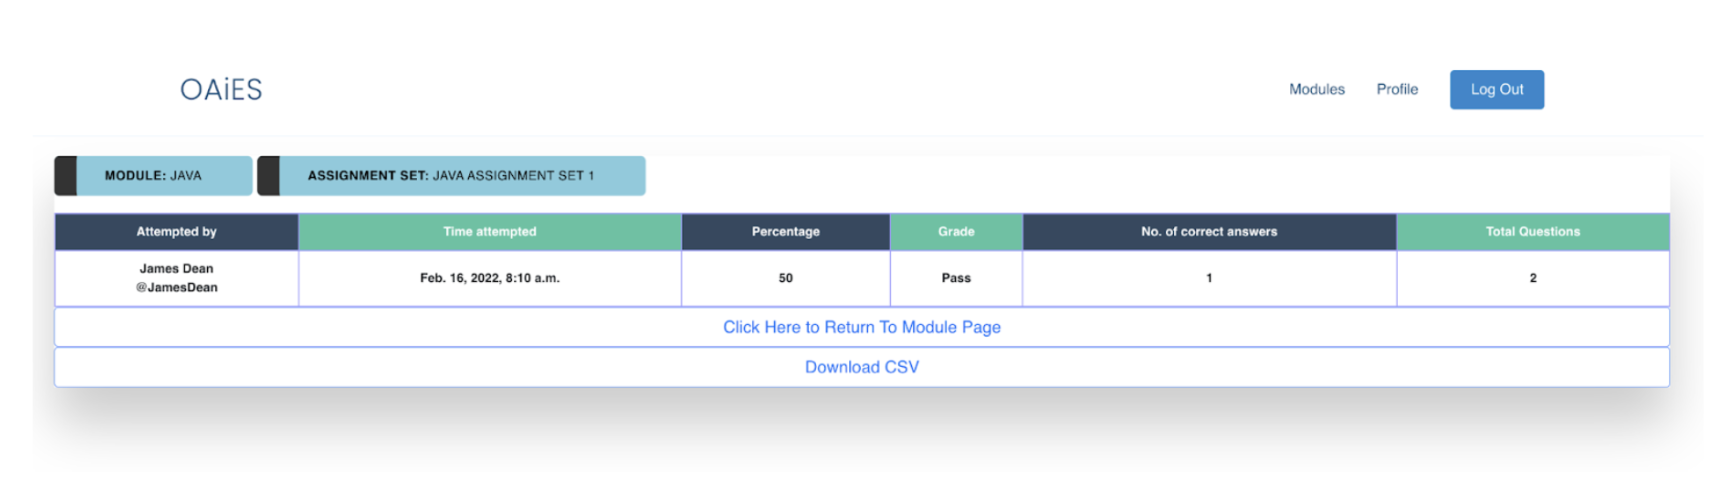 OAiES
Modules Profile Log Out
MODULE: JAVA ASSIGNMENT SET: JAVA ASSIGNMENT SET 1
Attempted by Time attempted Percentage Grade No. of correct answers Total Questions
James Dean
@JamesDean Feb. 16, 2022, 8:10 a.m. 50 Pass 1 2
Click Here to Return To Module Page
Download CSV